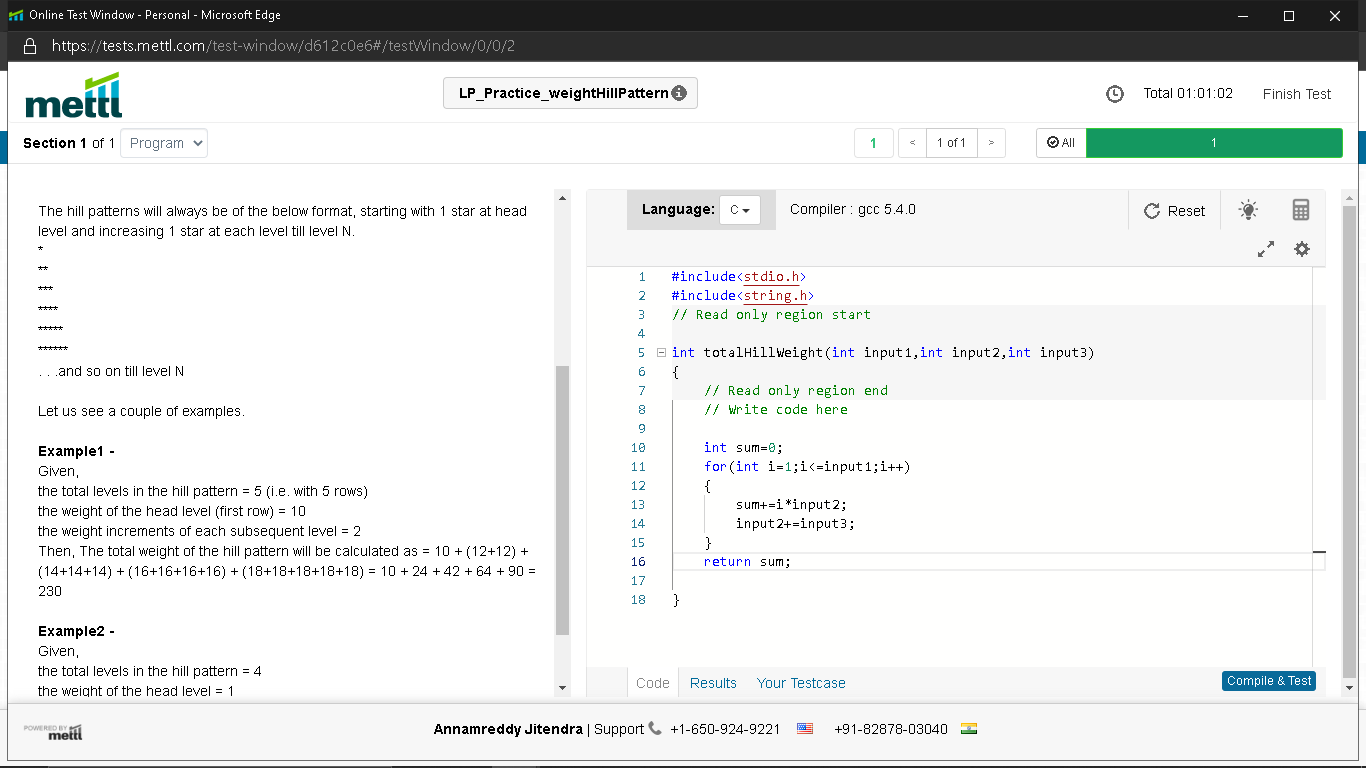 Online Test Window - Personal - Microsoft Edge
https://tests.mettl.com/test-window/d612c0e6#/testWindow/0/0/2
mettl
LP_Practice_weightHillPattern
Total 01:01:02
Finish Test
Section 1 of 1
Program
1
<
1 of 1
>
All
1
The hill patterns will always be of the below format, starting with 1 star at head
level and increasing 1 star at each level till level N.
*
**
***
****
*****
******
. . .and so on till level N
Let us see a couple of examples.
Example1 -
Given,
the total levels in the hill pattern = 5 (i.e. with 5 rows)
the weight of the head level (first row) = 10
the weight increments of each subsequent level = 2
Then, The total weight of the hill pattern will be calculated as = 10 + (12+12) +
(14+14+14) + (16+16+16+16) + (18+18+18+18+18) = 10 + 24 + 42 + 64 + 90 =
230
Example2 -
Given,
the total levels in the hill pattern = 4
the weight of the head level = 1
Language: C
Compiler : gcc 5.4.0
Reset
1 #include<stdio.h>
2 #include<string.h>
3 // Read only region start
4
5 int totalHillWeight(int input1,int input2,int input3)
6 {
7 // Read only region end
8 // Write code here
9
10 int sum=0;
11 for(int i=1;i<=input1;i++)
12 {
13 sum+=i*input2;
14 input2+=input3;
15 }
16 return sum;
17
18 }
Code
Results
Your Testcase
Compile & Test
POWERED BY
mettl
Annamreddy Jitendra | Support +1-650-924-9221 +91-82878-03040